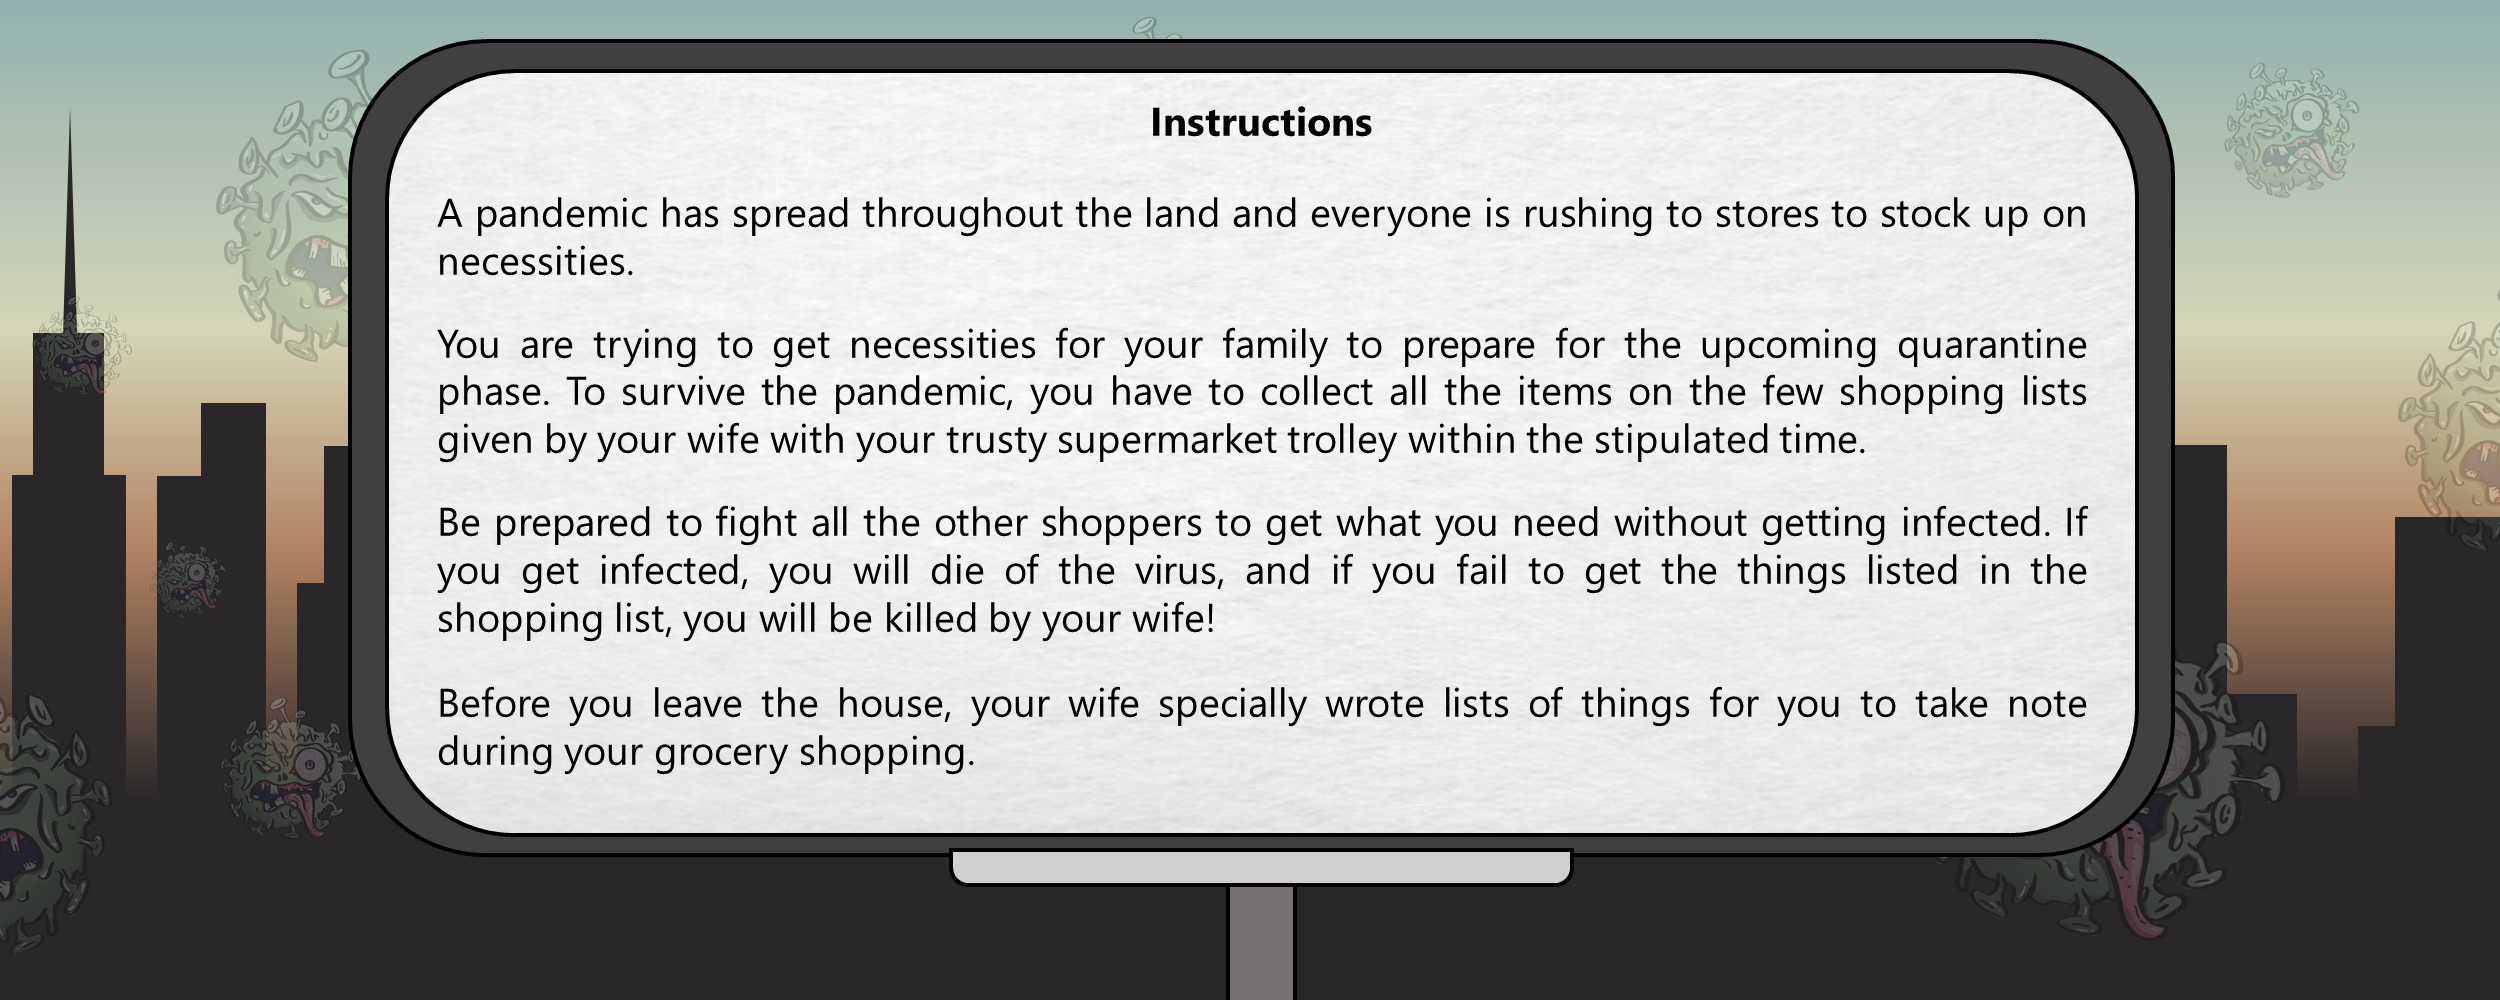 Instructions
A pandemic has spread throughout the land and everyone is rushing to stores to stock up on
necessities.
You are trying to get necessities for your family to prepare for the upcoming quarantine
phase. To survive the pandemic, you have to collect all the items on the few shopping lists
given by your wife with your trusty supermarket trolley within the stipulated time.
Be prepared to fight all the other shoppers to get what you need without getting infected. If
you get infected, you will die of the virus, and if you fail to get the things listed in the
shopping list, you will be killed by your wife!
Before you leave the house, your wife specially wrote lists of things for you to take note
during your grocery shopping.